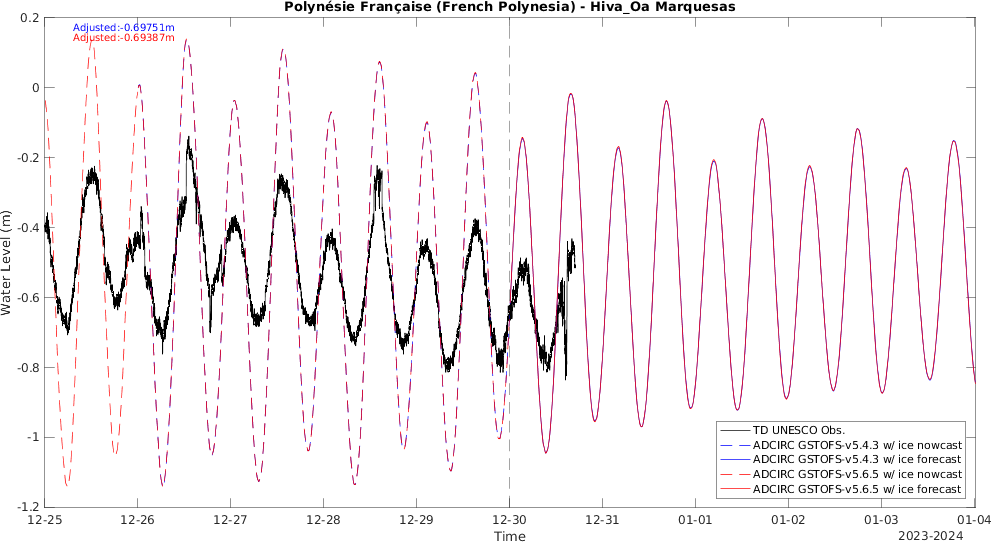 Polynésie Française (French Polynesia) - Hiva_Oa Marquesas
Adjusted:-0.69751m
Adjusted:-0.69387m
0.2
0
-0.2
-0.4
-0.6
-0.8
-1
-1.2
Water Level (m)
TD UNESCO Obs.
ADCIRC GSTOFS-v5.4.3 w/ ice nowcast
ADCIRC GSTOFS-v5.4.3 w/ ice forecast
ADCIRC GSTOFS-v5.6.5 w/ ice nowcast
ADCIRC GSTOFS-v5.6.5 w/ ice forecast
12-25 12-26 12-27 12-28 12-29 12-30 12-31 01-01 01-02 01-03 01-04
Time
2023-2024